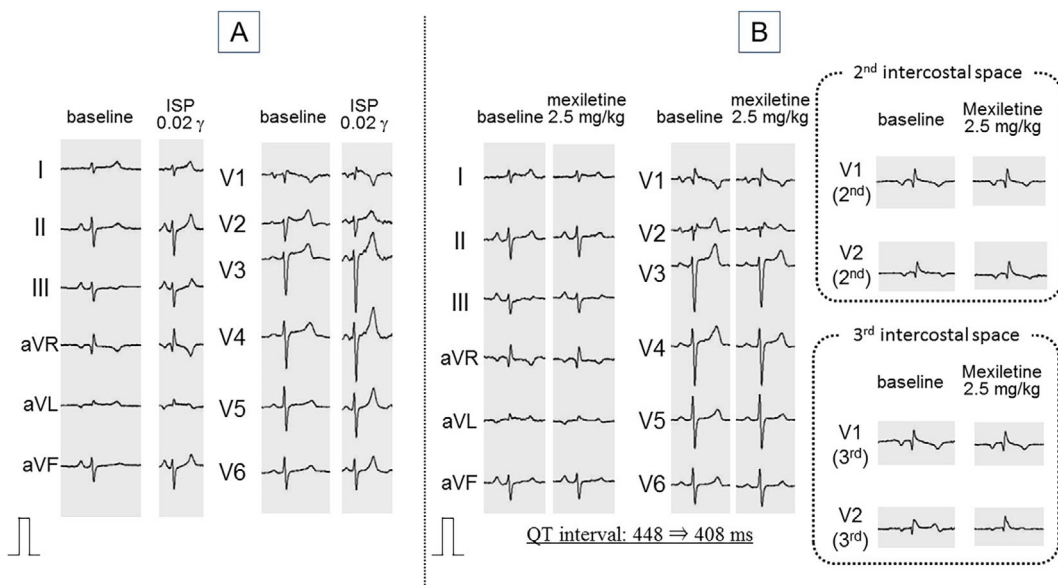 A
baseline
ISP
0.02 γ
baseline
ISP
0.02 γ
I
II
III
aVR
aVL
aVF
V1
V2
V3
V4
V5
V6
B
baseline
mexiletine
2.5 mg/kg
baseline
mexiletine
2.5 mg/kg
I
II
III
aVR
aVL
aVF
V1
V2
V3
V4
V5
V6
QT interval: 448 ⇒ 408 ms
2nd intercostal space
baseline
Mexiletine
2.5 mg/kg
V1
(2nd)
V2
(2nd)
3rd intercostal space
baseline
Mexiletine
2.5 mg/kg
V1
(3rd)
V2
(3rd)